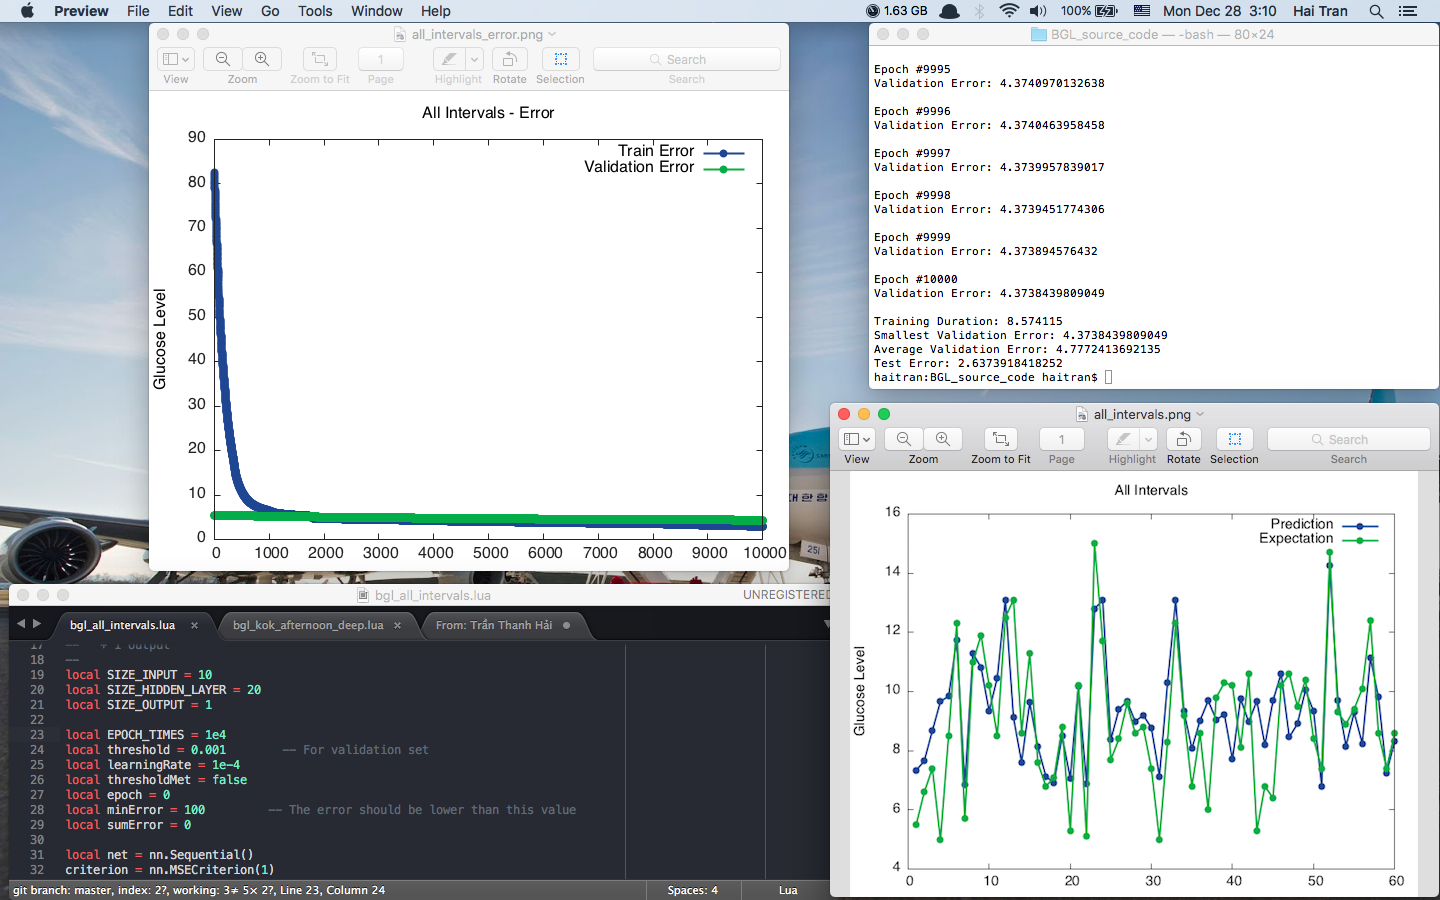 Preview File Edit View Go Tools Window Help
1.63 GB 100% Mon Dec 28 3:10 Hai Tran
all_intervals_error.png
1 Search
View Zoom Zoom to Fit Page Highlight Rotate Selection Search
All Intervals - Error
Train Error
Validation Error
Glucose Level
90
80
70
60
50
40
30
20
10
0
0 1000 2000 3000 4000 5000 6000 7000 8000 9000 10000
BGL_source_code — -bash — 80×24
Epoch #9995
Validation Error: 4.3740970132638
Epoch #9996
Validation Error: 4.3740463958458
Epoch #9997
Validation Error: 4.3739957839017
Epoch #9998
Validation Error: 4.3739451774306
Epoch #9999
Validation Error: 4.373894576432
Epoch #10000
Validation Error: 4.3738439809049
Training Duration: 8.574115
Smallest Validation Error: 4.3738439809049
Average Validation Error: 4.7772413692135
Test Error: 2.6373918418252
haitran:BGL_source_code haitran$
대한항
251
bgl_all_intervals.lua UNREGISTERED
bgl_all_intervals.lua × bgl_kok_afternoon_deep.lua × From: Trần Thanh Hải
17 -- + 1 output
18 --
19 local SIZE_INPUT = 10
20 local SIZE_HIDDEN_LAYER = 20
21 local SIZE_OUTPUT = 1
22
23 local EPOCH_TIMES = 1e4
24 local threshold = 0.001 -- For validation set
25 local learningRate = 1e-4
26 local thresholdMet = false
27 local epoch = 0
28 local minError = 100 -- The error should be lower than this value
29 local sumError = 0
30
31 local net = nn.Sequential()
32 criterion = nn.MSECriterion(1)
git branch: master, index: 2?, working: 3≠ 5× 2?, Line 23, Column 24 Spaces: 4 Lua
all_intervals.png
1 Search
View Zoom Zoom to Fit Page Highlight Rotate Selection Search
All Intervals
Prediction
Expectation
Glucose Level
16
14
12
10
8
6
4
0 10 20 30 40 50 60